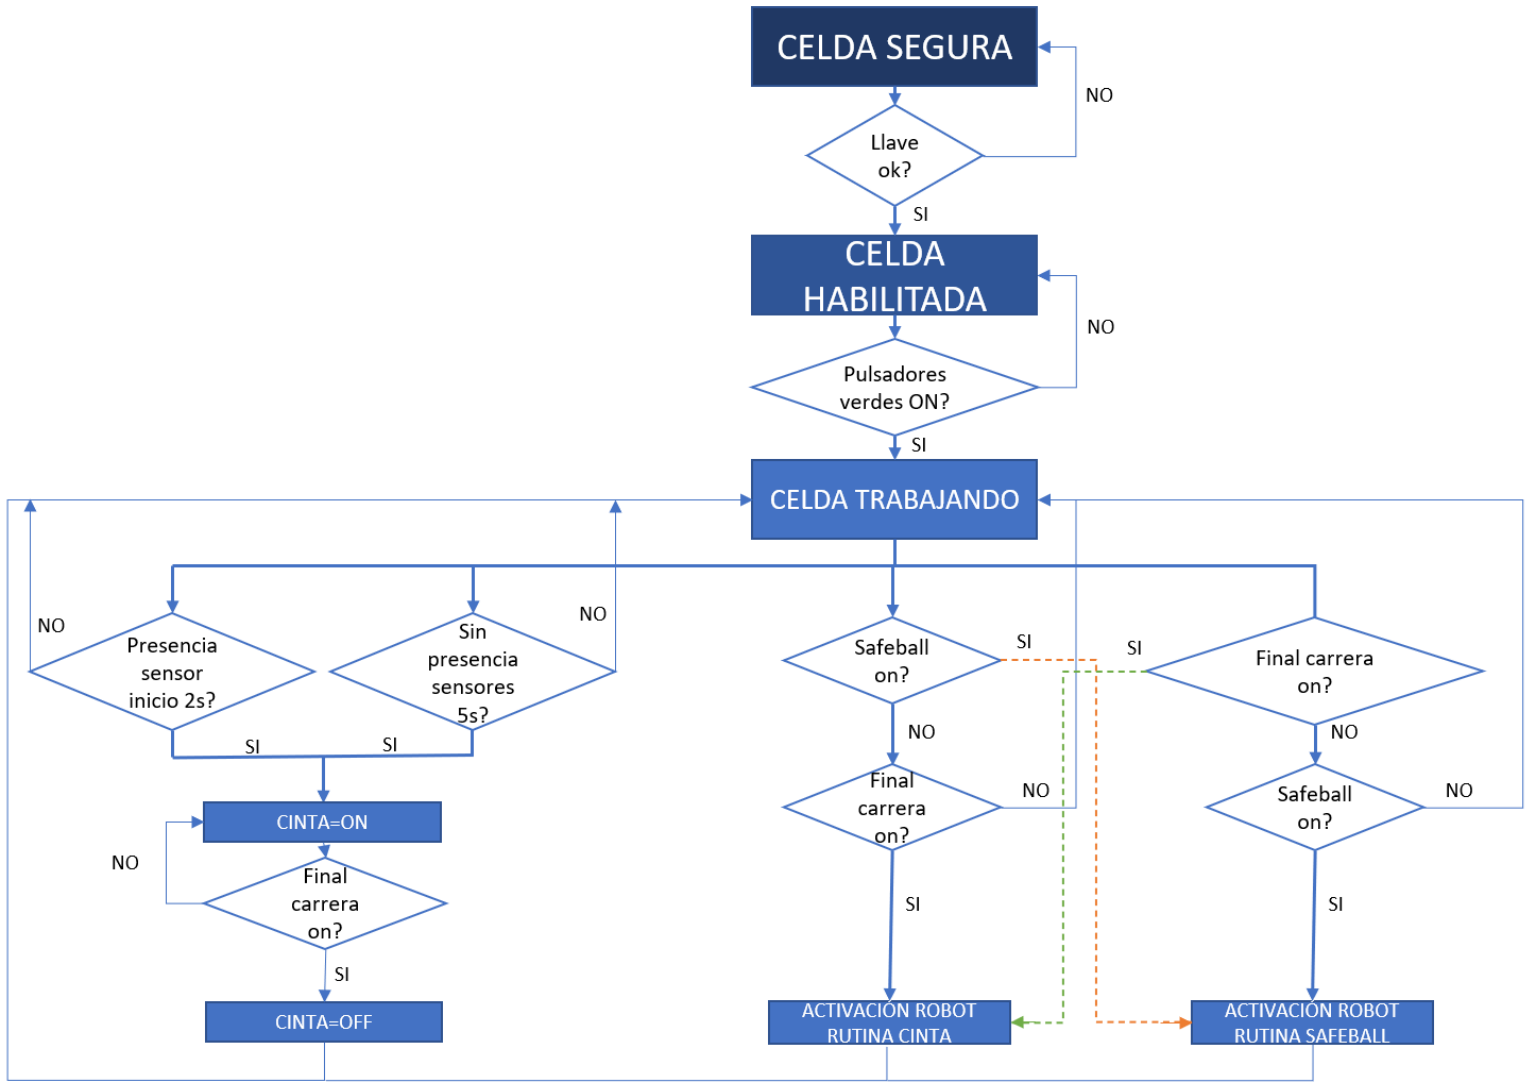 CELDA SEGURA
NO
Llave
ok?
SI
CELDA
HABILITADA
NO
Pulsadores
verdes ON?
SI
CELDA TRABAJANDO
NO
Presencia
sensor
inicio 2s?
NO
Sin
presencia
sensores
5s?
SI
SI
CINTA=ON
NO
Final
carrera
on?
SI
CINTA=OFF
Safeball
on?
SI
NO
Final
carrera
on?
NO
SI
ACTIVACIÓN ROBOT
RUTINA CINTA
SI
Final carrera
on?
NO
Safeball
on?
NO
SI
ACTIVACIÓN ROBOT
RUTINA SAFEBALL